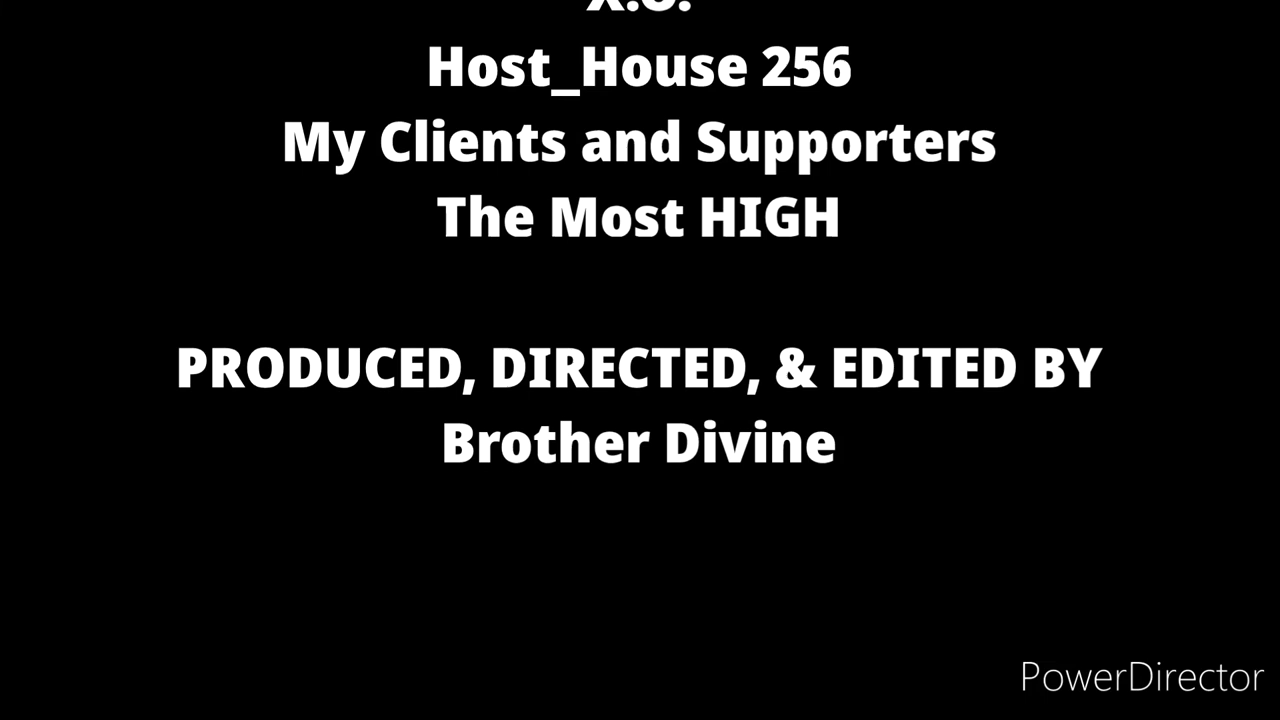 Host_House 256
My Clients and Supporters
The Most HIGH
PRODUCED, DIRECTED, & EDITED BY
Brother Divine
PowerDirector